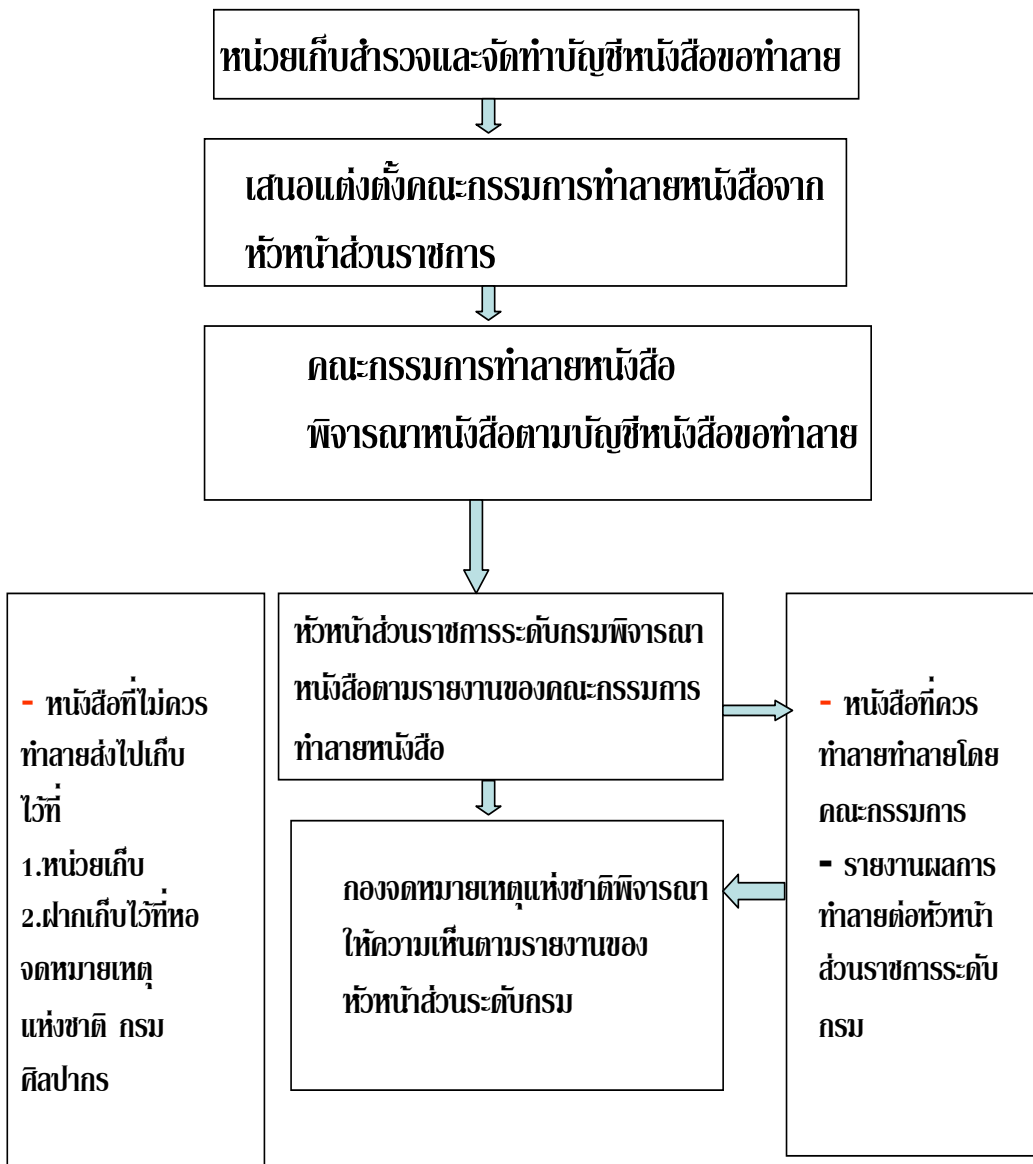 หน่วยเก็บสำรวจและจัดทำบัญชีหนังสือขอทำลาย
เสนอแต่งตั้งคณะกรรมการทำลายหนังสือจาก
หัวหน้าส่วนราชการ
คณะกรรมการทำลายหนังสือ
พิจารณาหนังสือตามบัญชีหนังสือขอทำลาย
- หนังสือที่ไม่ควร
ทำลายส่งไปเก็บ
ไว้ที่
1.หน่วยเก็บ
2.ฝากเก็บไว้ที่หอ
จดหมายเหตุ
แห่งชาติ กรม
ศิลปากร
หัวหน้าส่วนราชการระดับกรมพิจารณา
หนังสือตามรายงานของคณะกรรมการ
ทำลายหนังสือ
กองจดหมายเหตุแห่งชาติพิจารณา
ให้ความเห็นตามรายงานของ
หัวหน้าส่วนระดับกรม
- หนังสือที่ควร
ทำลายทำลายโดย
คณะกรรมการ
- รายงานผลการ
ทำลายต่อหัวหน้า
ส่วนราชการระดับ
กรม